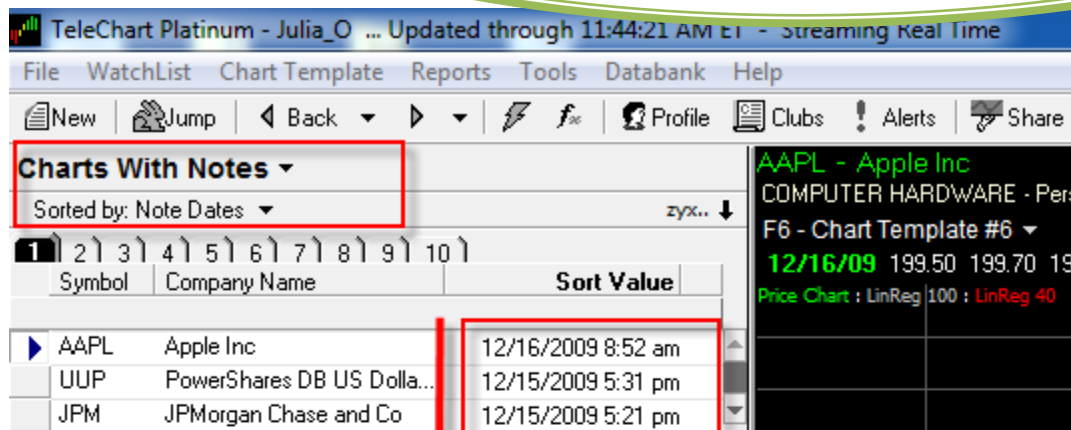 TeleChart Platinum - Julia_O ... Updated through 11:44:21 AM ET - Streaming Real Time
File WatchList Chart Template Reports Tools Databank Help
New Jump Back Profile Clubs Alerts Share
Charts With Notes
Sorted by: Note Dates zyx..
1 2 3 4 5 6 7 8 9 10
Symbol Company Name Sort Value
AAPL Apple Inc 12/16/2009 8:52 am
UUP PowerShares DB US Dolla... 12/15/2009 5:31 pm
JPM JPMorgan Chase and Co 12/15/2009 5:21 pm
AAPL - Apple Inc
COMPUTER HARDWARE - Pers
F6 - Chart Template #6
12/16/09 199.50 199.70 19
Price Chart : LinReg 100 : LinReg 40